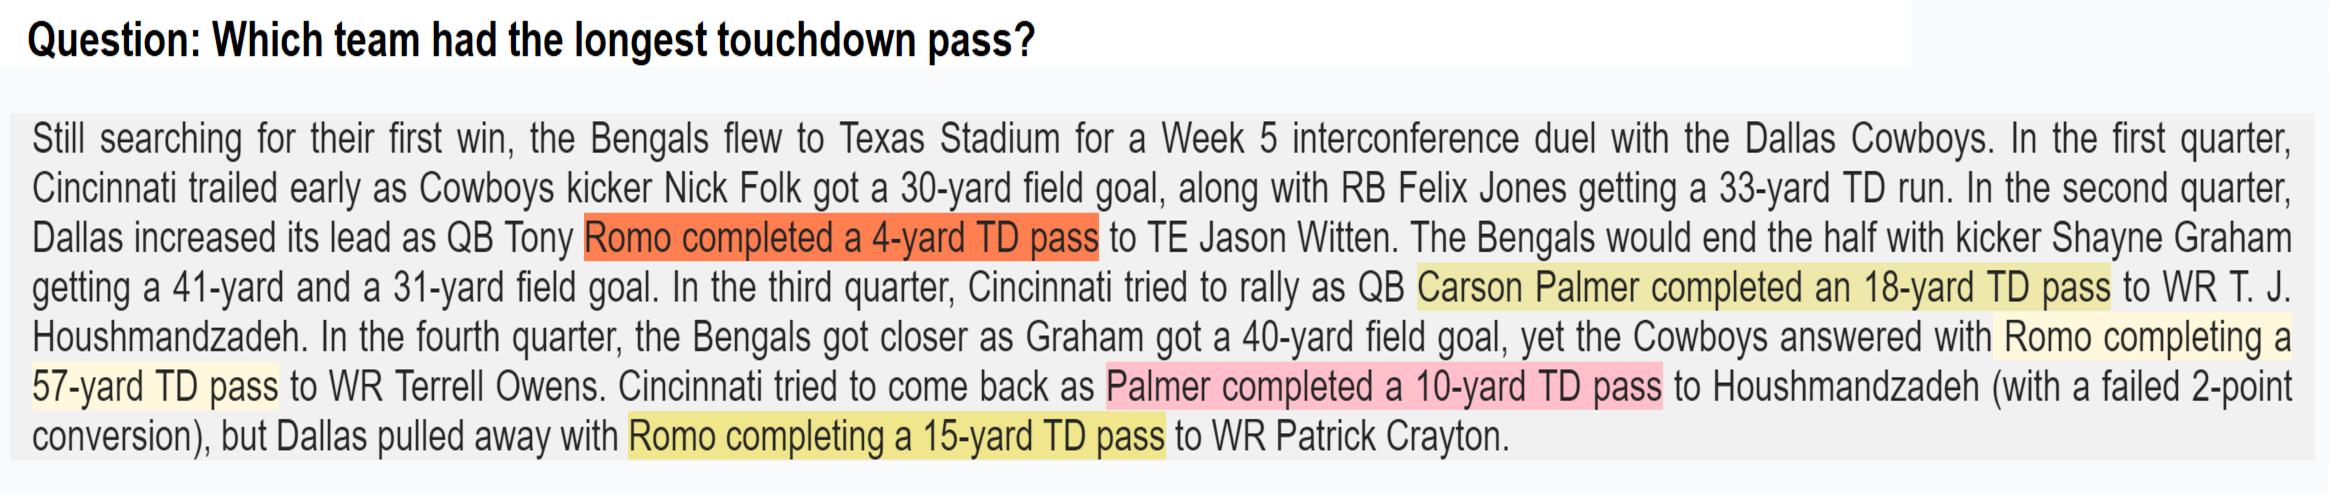 Question: Which team had the longest touchdown pass?
Still searching for their first win, the Bengals flew to Texas Stadium for a Week 5 interconference duel with the Dallas Cowboys. In the first quarter,
Cincinnati trailed early as Cowboys kicker Nick Folk got a 30-yard field goal, along with RB Felix Jones getting a 33-yard TD run. In the second quarter,
Dallas increased its lead as QB Tony Romo completed a 4-yard TD pass to TE Jason Witten. The Bengals would end the half with kicker Shayne Graham
getting a 41-yard and a 31-yard field goal. In the third quarter, Cincinnati tried to rally as QB Carson Palmer completed an 18-yard TD pass to WR T. J.
Houshmandzadeh. In the fourth quarter, the Bengals got closer as Graham got a 40-yard field goal, yet the Cowboys answered with Romo completing a
57-yard TD pass to WR Terrell Owens. Cincinnati tried to come back as Palmer completed a 10-yard TD pass to Houshmandzadeh (with a failed 2-point
conversion), but Dallas pulled away with Romo completing a 15-yard TD pass to WR Patrick Crayton.